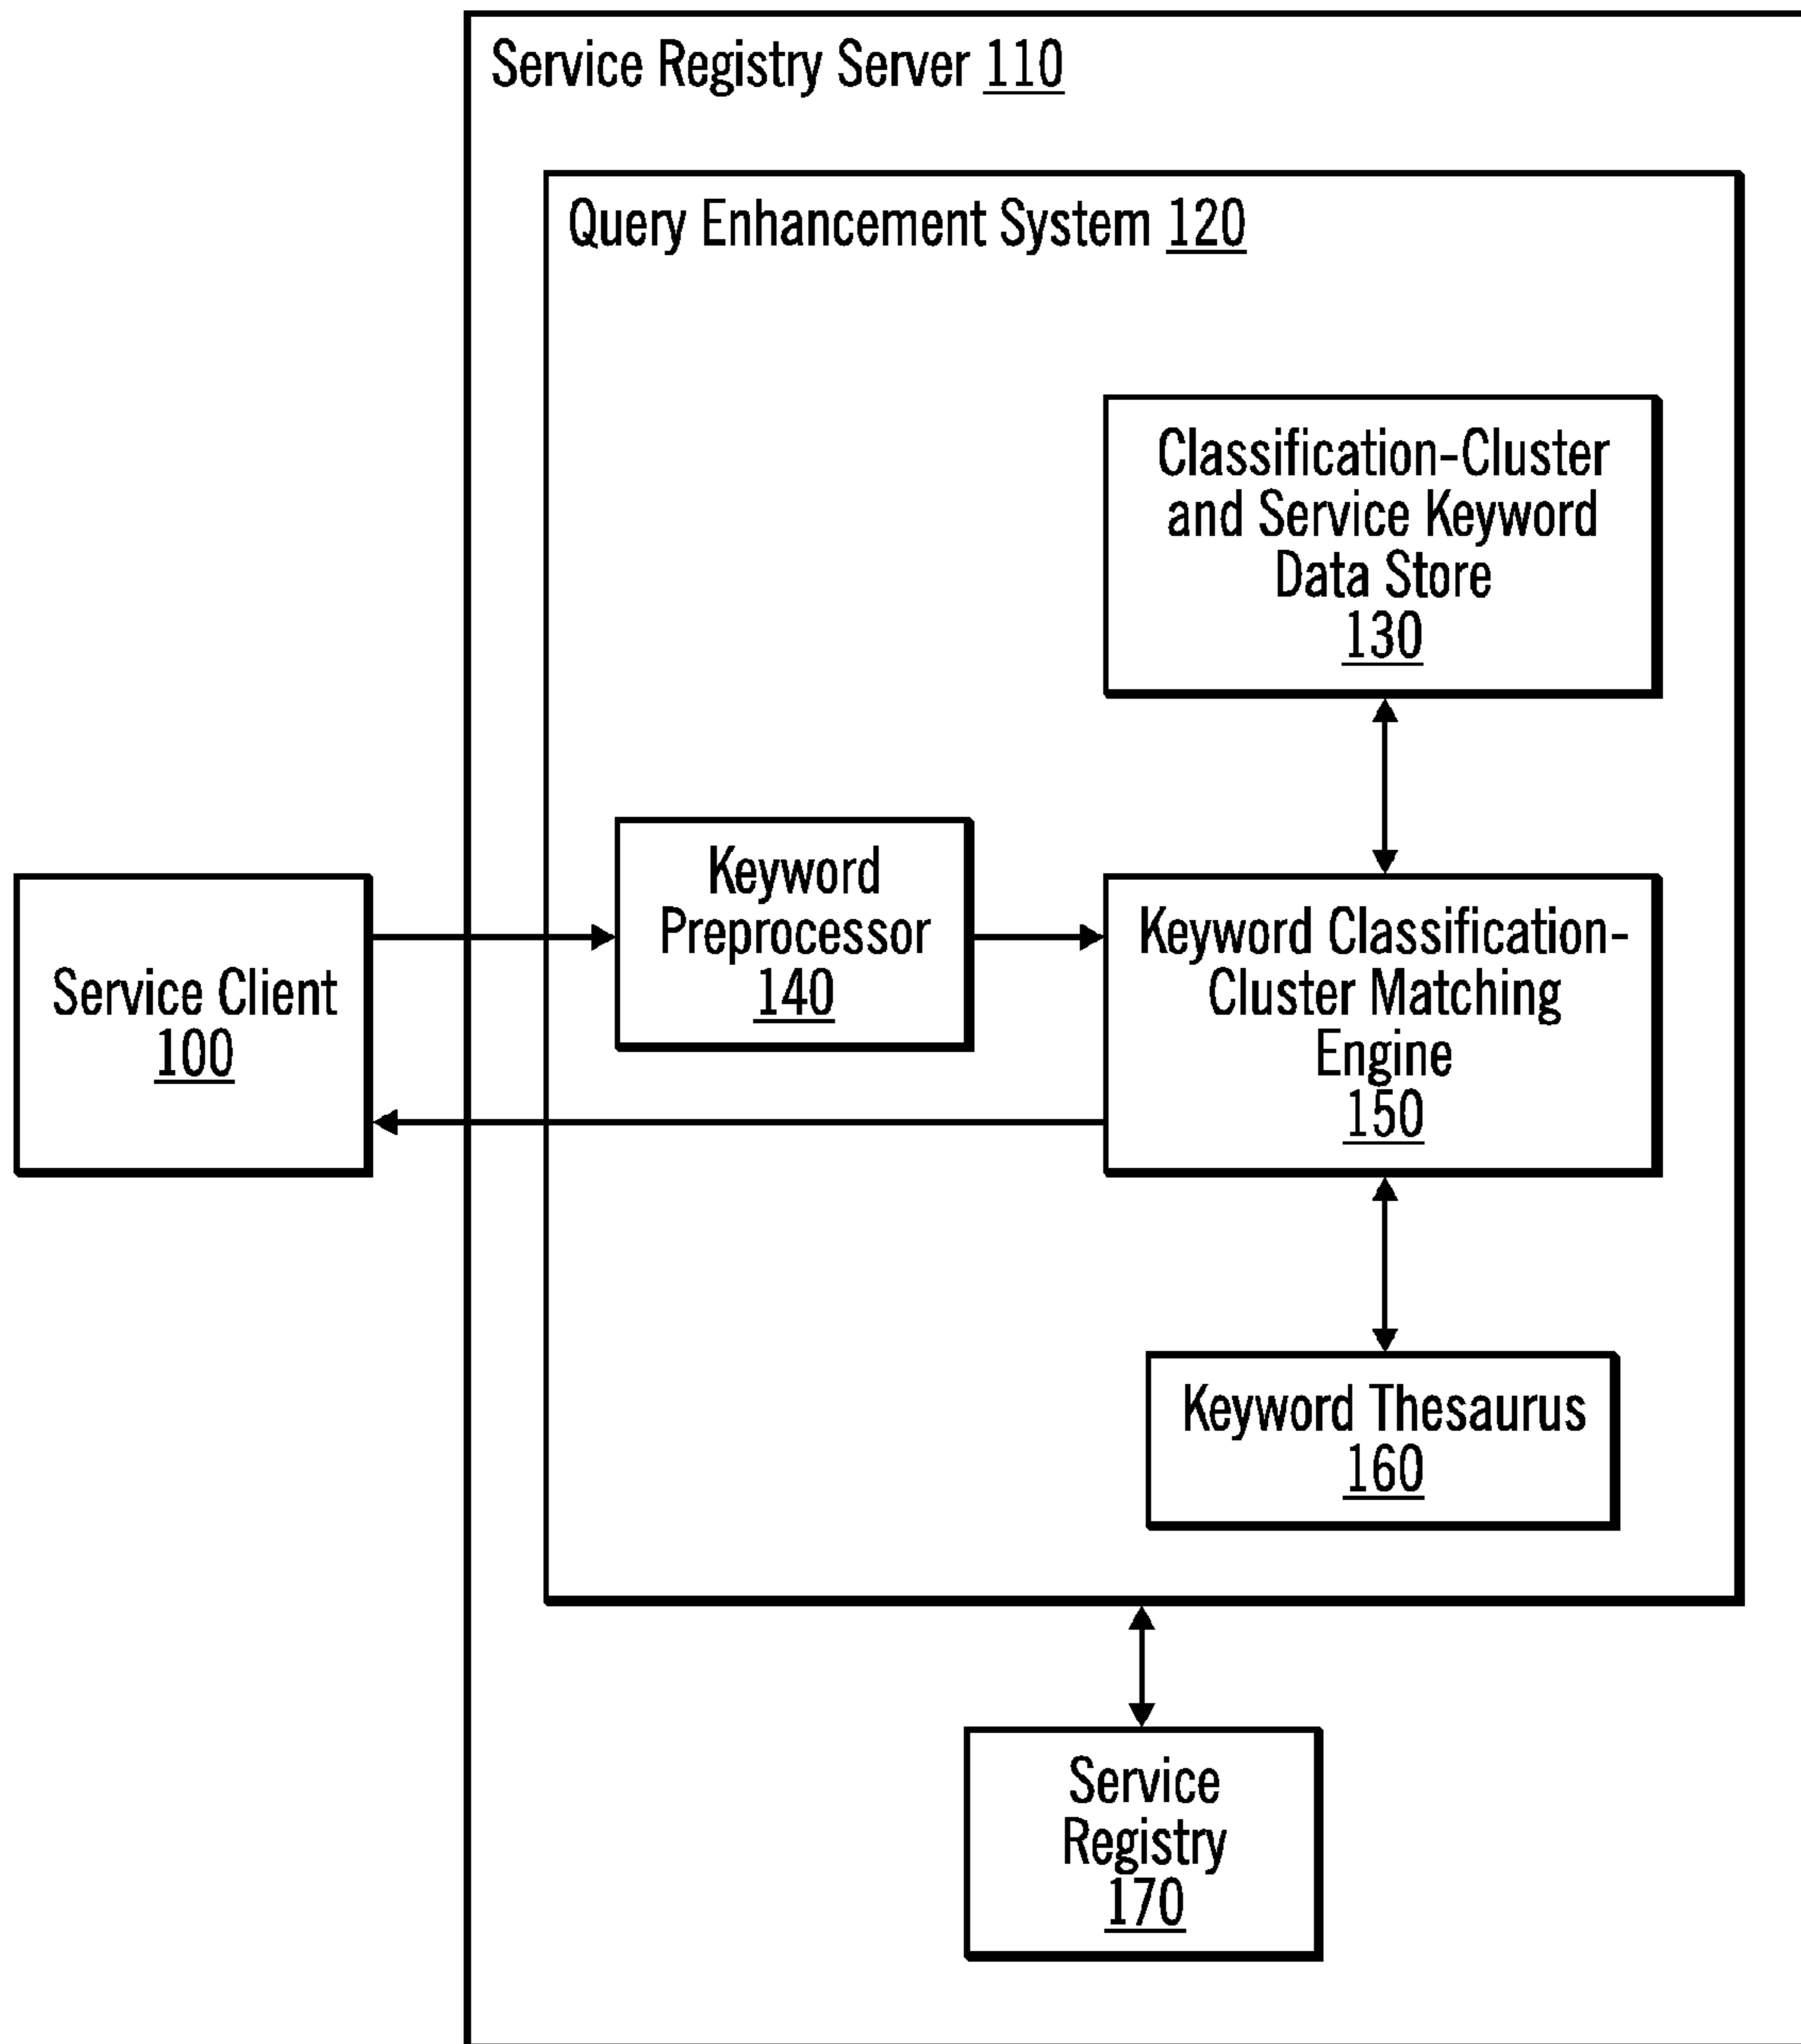 Service Registry Server 110
Query Enhancement System 120
Classification-Cluster
and Service Keyword
Data Store
130
Keyword
Preprocessor
140
Keyword Classification-
Cluster Matching
Engine
150
Service Client
100
Keyword Thesaurus
160
Service
Registry
170